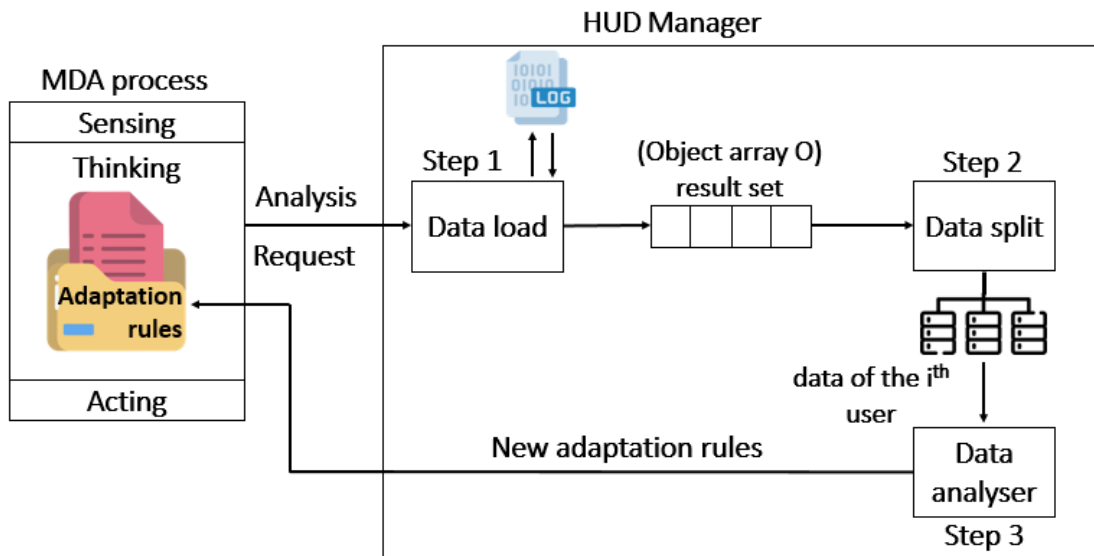 HUD Manager
MDA process
Sensing
Thinking
Adaptation
rules
Acting
Analysis
Request
10101
01010
10
LOG
Step 1
Data load
(Object array O)
result set
Step 2
Data split
data of the ith
user
Data
analyser
Step 3
New adaptation rules